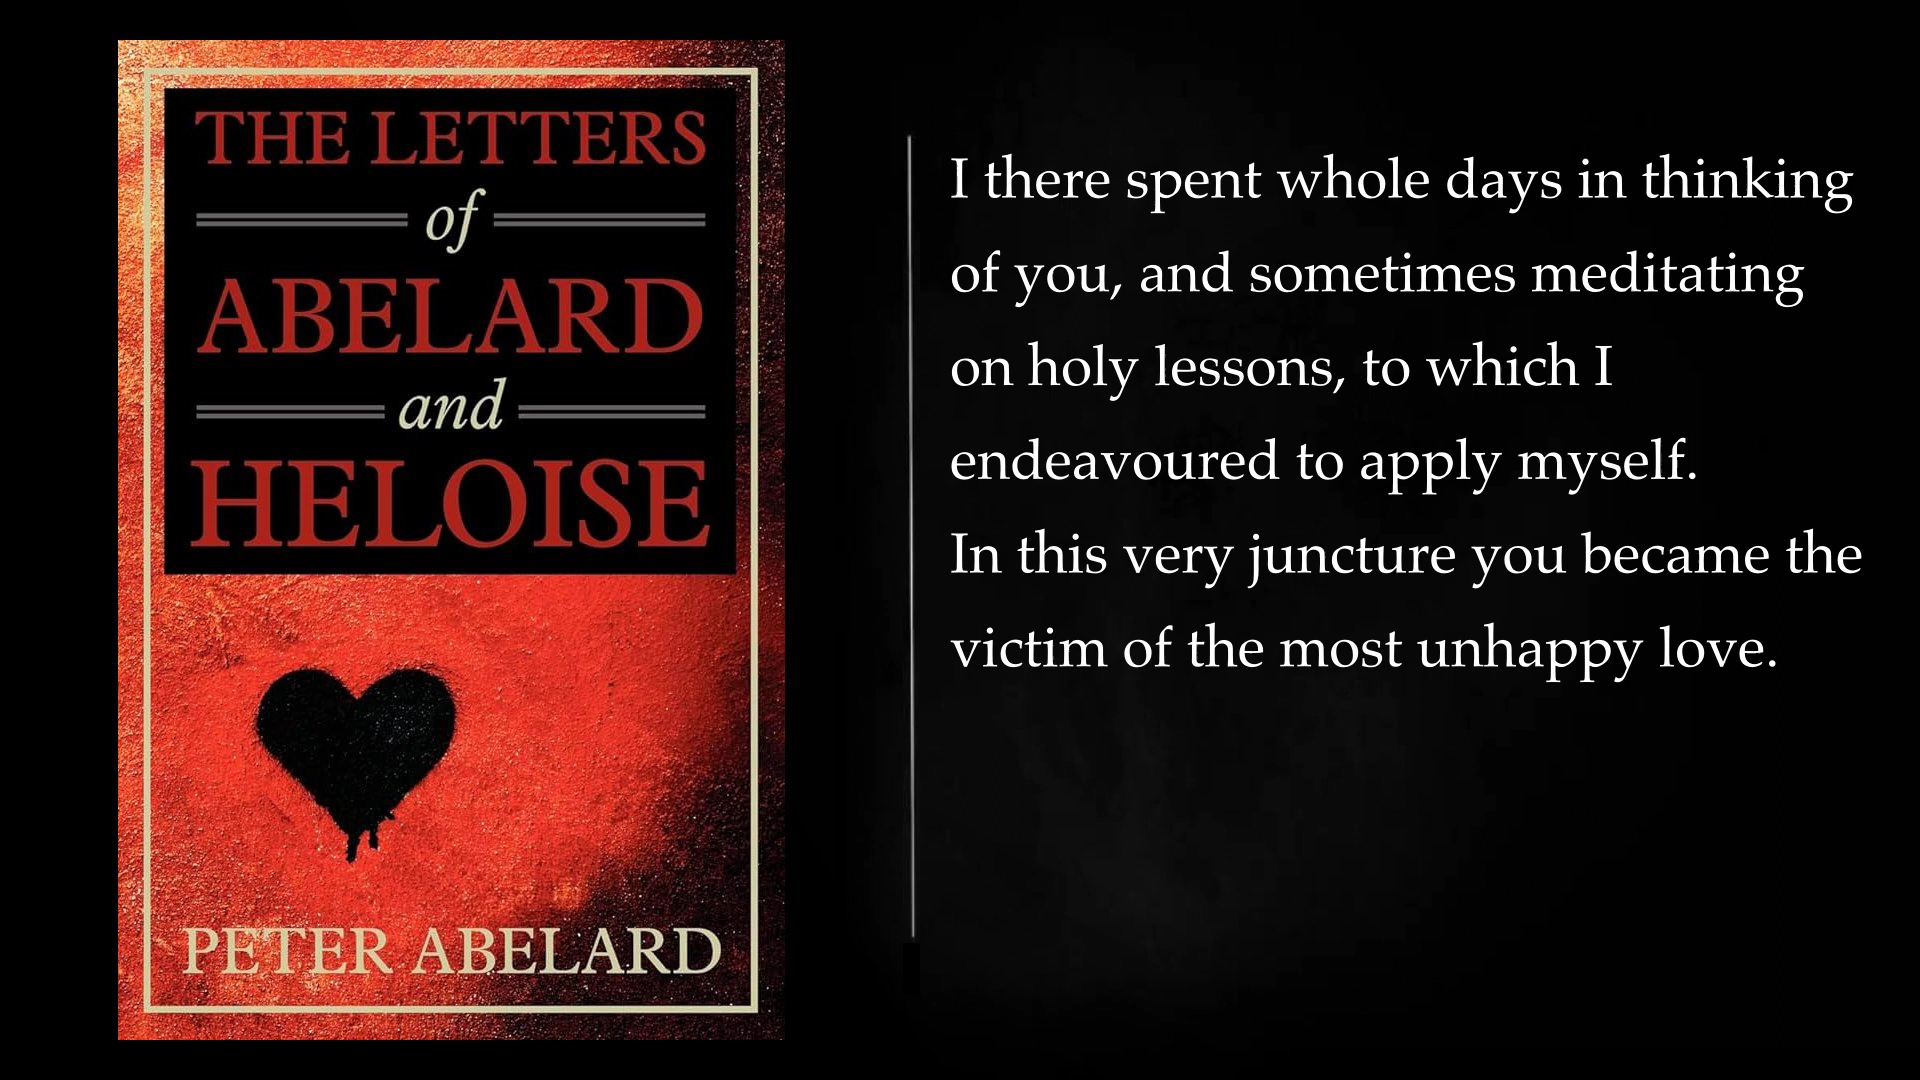 THE LETTERS
of
ABELARD
and
HELOISE
PETER ABELARD
I there spent whole days in thinking
of you, and sometimes meditating
on holy lessons, to which I
endeavoured to apply myself.
In this very juncture you became the
victim of the most unhappy love.